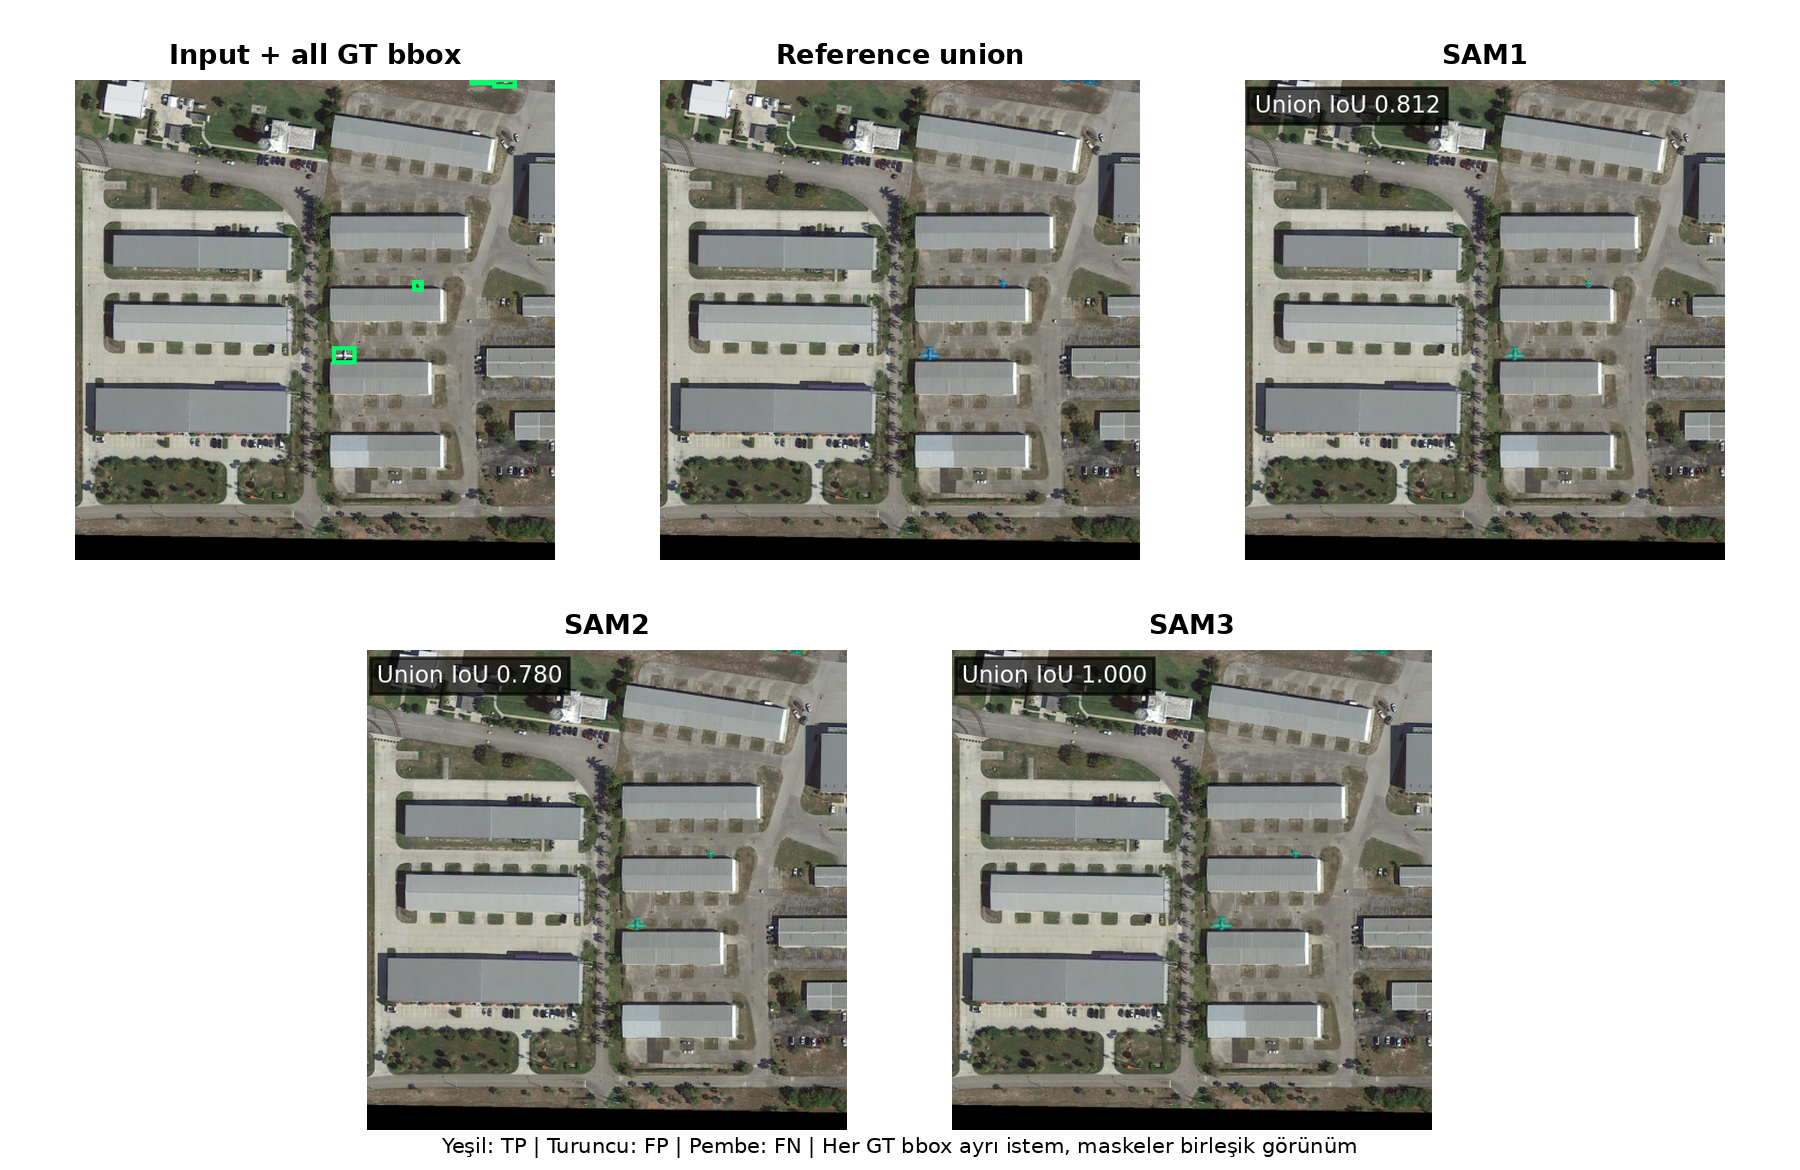 Input + all GT bbox
Reference union
SAM1
Union IoU 0.812
SAM2
SAM3
Union IoU 0.780
Union IoU 1.000
Yeşil: TP | Turuncu: FP | Pembe: FN | Her GT bbox ayrı istem, maskeler birleşik görünüm